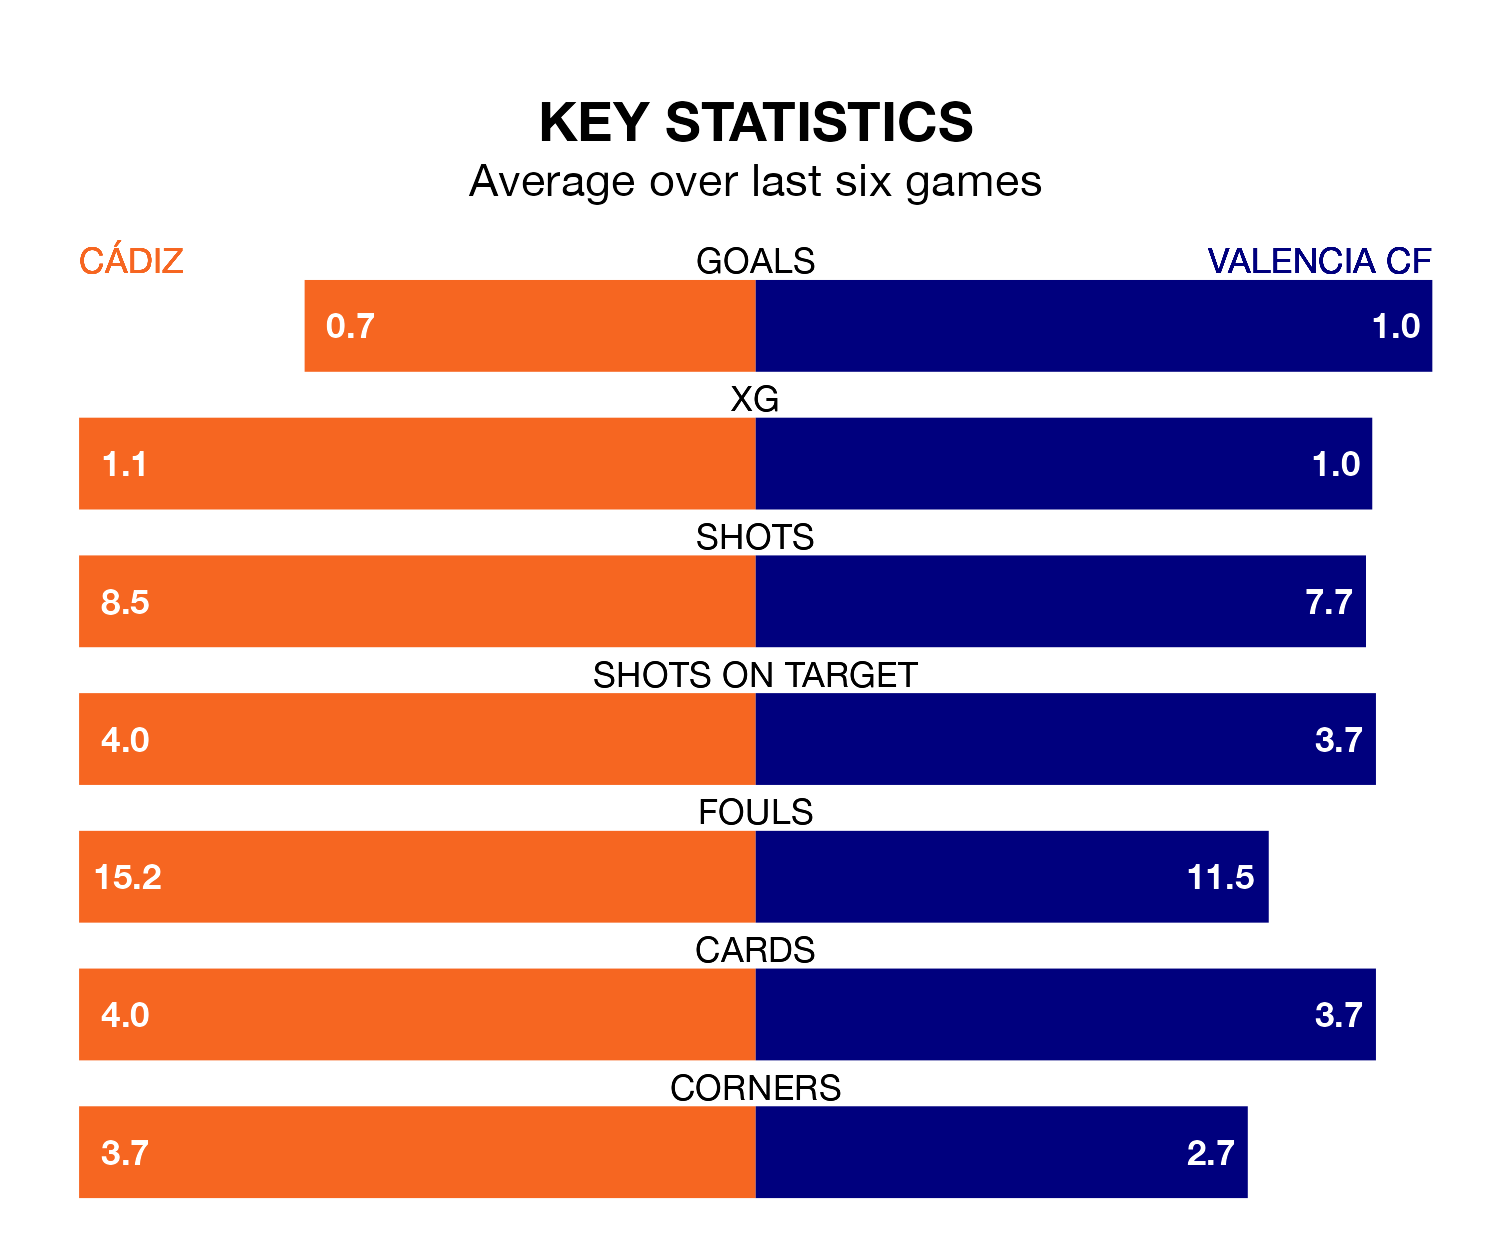 KEY STATISTICS
Average over last six games
CÁDIZ GOALS VALENCIA CF
0.7 1.0
XG
1.1 1.0
SHOTS
8.5 7.7
SHOTS ON TARGET
4.0 3.7
FOULS
15.2 11.5
CARDS
4.0 3.7
CORNERS
3.7 2.7